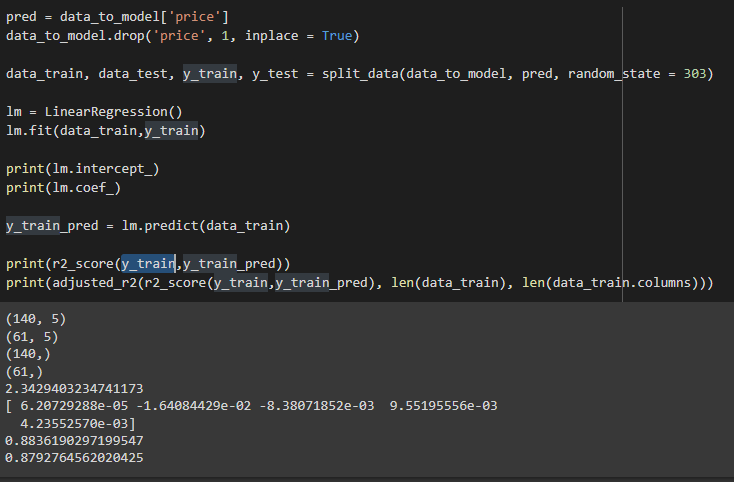 pred = data_to_model['price']
data_to_model.drop('price', 1, inplace = True)
data_train, data_test, y_train, y_test = split_data(data_to_model, pred, random_state = 303)
lm = LinearRegression()
lm.fit(data_train,y_train)
print(lm.intercept_)
print(lm.coef_)
y_train_pred = lm.predict(data_train)
print(r2_score(y_train,y_train_pred))
print(adjusted_r2(r2_score(y_train,y_train_pred), len(data_train), len(data_train.columns)))
(140, 5)
(61, 5)
(140,)
(61,)
2.3429403234741173
[ 6.20729288e-05 -1.64084429e-02 -8.38071852e-03  9.55195556e-03
  4.23552570e-03]
0.8836190297199547
0.8792764562020425